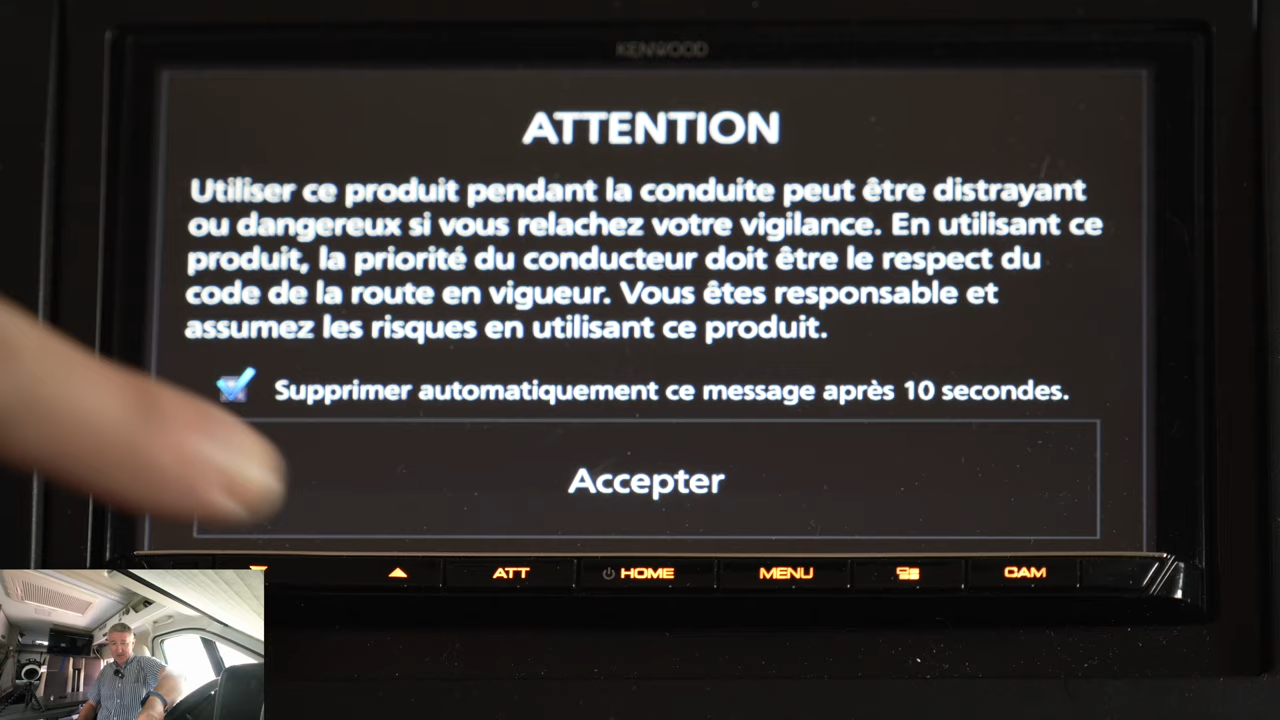 KENWOOD
ATTENTION
Utiliser ce produit pendant la conduite peut être distrayant
ou dangereux si vous relachez votre vigilance. En utilisant ce
produit, la priorité du conducteur doit être le respect du
code de la route en vigueur. Vous êtes responsable et
assumez les risques en utilisant ce produit.
Supprimer automatiquement ce message après 10 secondes.
Accepter
ATT HOME MENU CAM